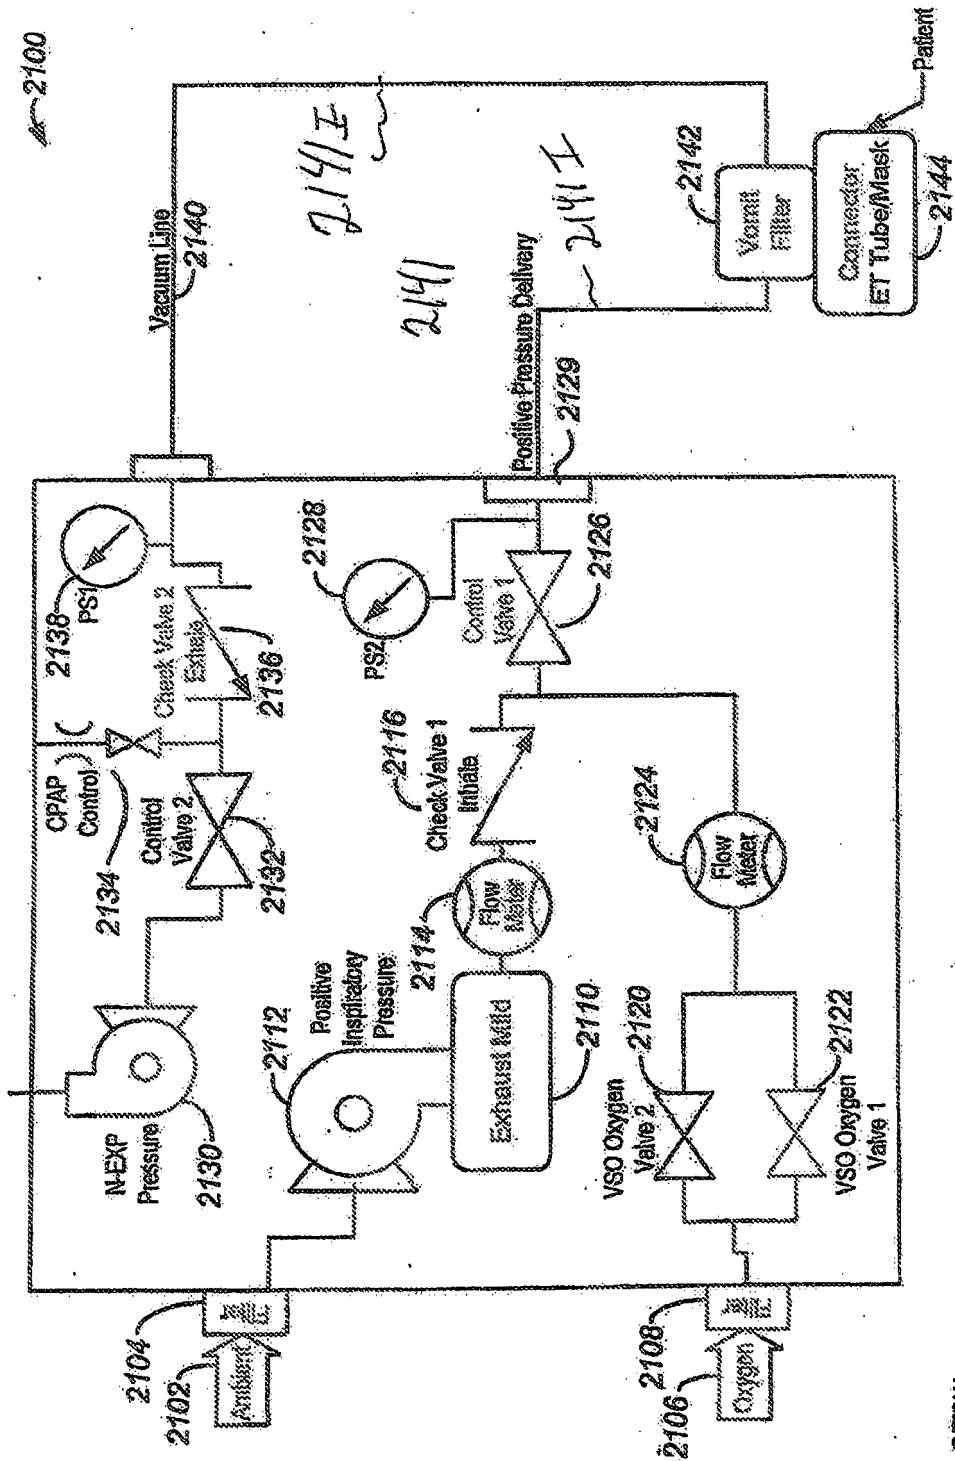 2100
Vacuum Line
2140
2141I
2141
Positive Pressure Delivery
2141I
2129
2142
Vomit
Filter
Connector
ET Tube/Mask
2144
Patient
2138
PS1
Check Valve 2
Exhale
2136
CPAP
Control
2134
Control
Valve 2
2132
N-EXP
Pressure
2130
PS2
2128
Control
Valve 1
2126
2116
Check Valve 1
Inhale
2114
Flow
Meter
2112
Positive
Inspiratory
Pressure
Exhaust Mild
2110
2124
Flow
Meter
2120
VSO Oxygen
Valve 2
2122
VSO Oxygen
Valve 1
2104
2102
Ambient
2108
2106
Oxygen